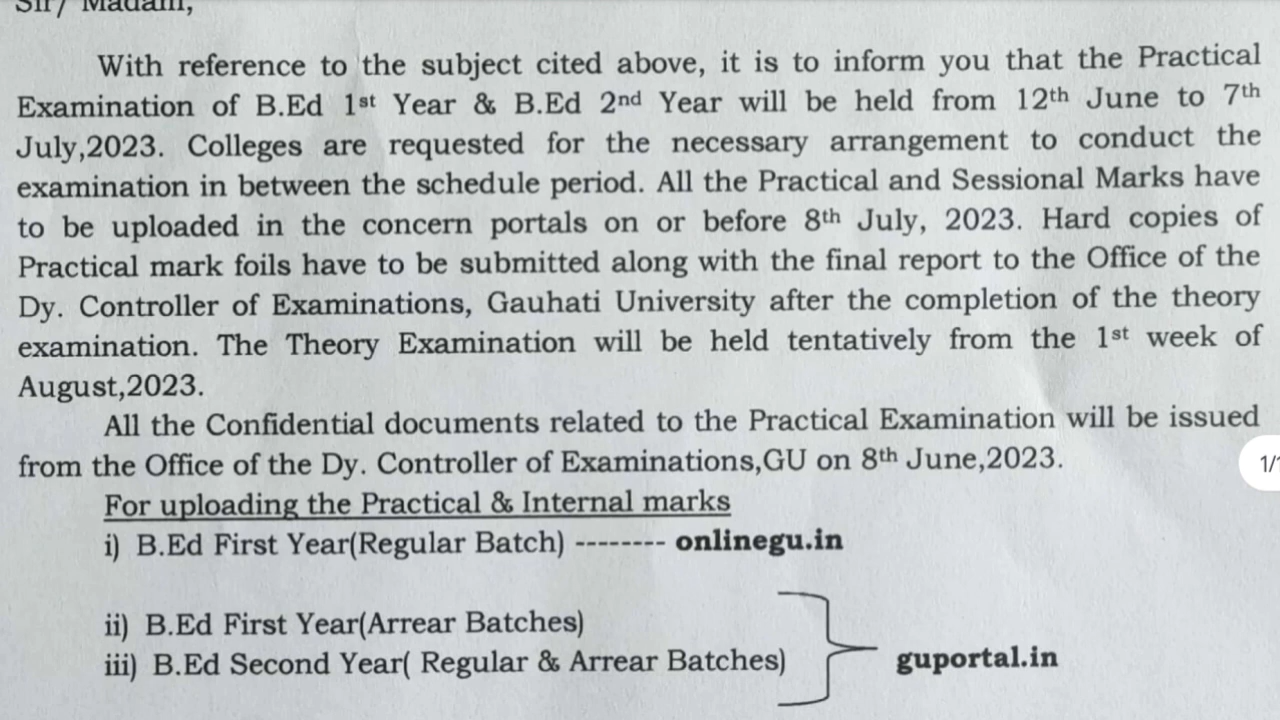 Sir/ Madam,
With reference to the subject cited above, it is to inform you that the Practical
Examination of B.Ed 1st Year & B.Ed 2nd Year will be held from 12th June to 7th
July,2023. Colleges are requested for the necessary arrangement to conduct the
examination in between the schedule period. All the Practical and Sessional Marks have
to be uploaded in the concern portals on or before 8th July, 2023. Hard copies of
Practical mark foils have to be submitted along with the final report to the Office of the
Dy. Controller of Examinations, Gauhati University after the completion of the theory
examination. The Theory Examination will be held tentatively from the 1st week of
August,2023.
All the Confidential documents related to the Practical Examination will be issued
from the Office of the Dy. Controller of Examinations,GU on 8th June,2023.
1/1
For uploading the Practical & Internal marks
i) B.Ed First Year(Regular Batch) -------- onlinegu.in
ii) B.Ed First Year(Arrear Batches)
iii) B.Ed Second Year( Regular & Arrear Batches) guportal.in